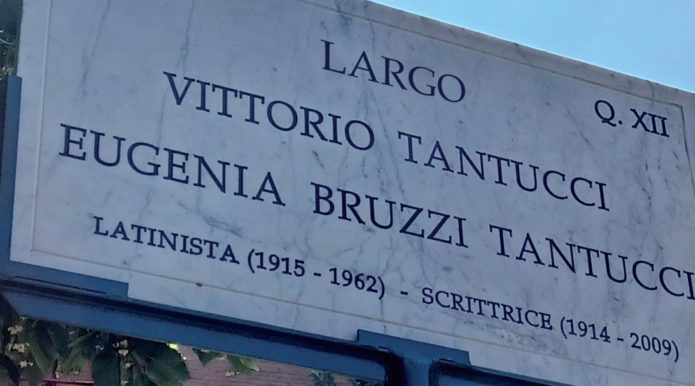 LARGO
Q. XII
VITTORIO TANTUCCI
EUGENIA BRUZZI TANTUCCI
LATINISTA (1915 - 1962) - SCRITTRICE (1914 - 2009)